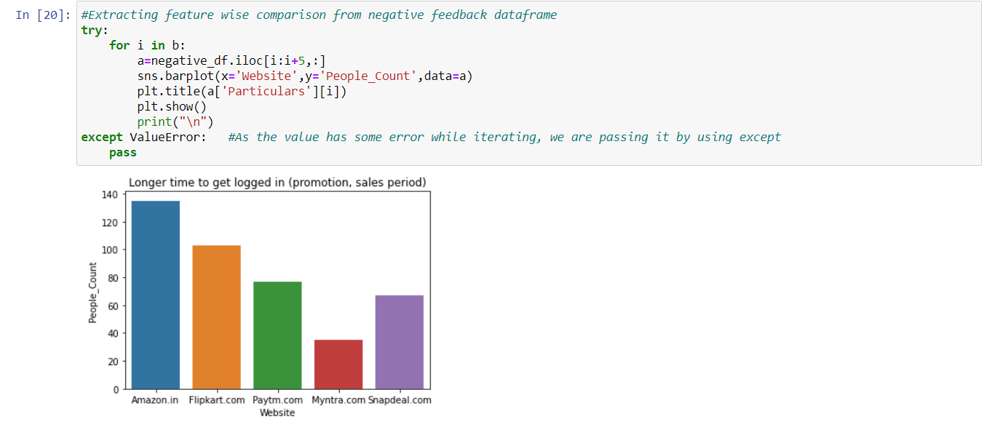 In [20]: #Extracting feature wise comparison from negative feedback dataframe
try:
    for i in b:
        a=negative_df.iloc[i:i+5,:]
        sns.barplot(x='Website',y='People_Count',data=a)
        plt.title(a['Particulars'][i])
        plt.show()
        print("\n")
except ValueError:   #As the value has some error while iterating, we are passing it by using except
    pass
Longer time to get logged in (promotion, sales period)
140
120
100
80
60
40
20
0
People_Count
Amazon.in Flipkart.com Paytm.com Myntra.com Snapdeal.com
Website